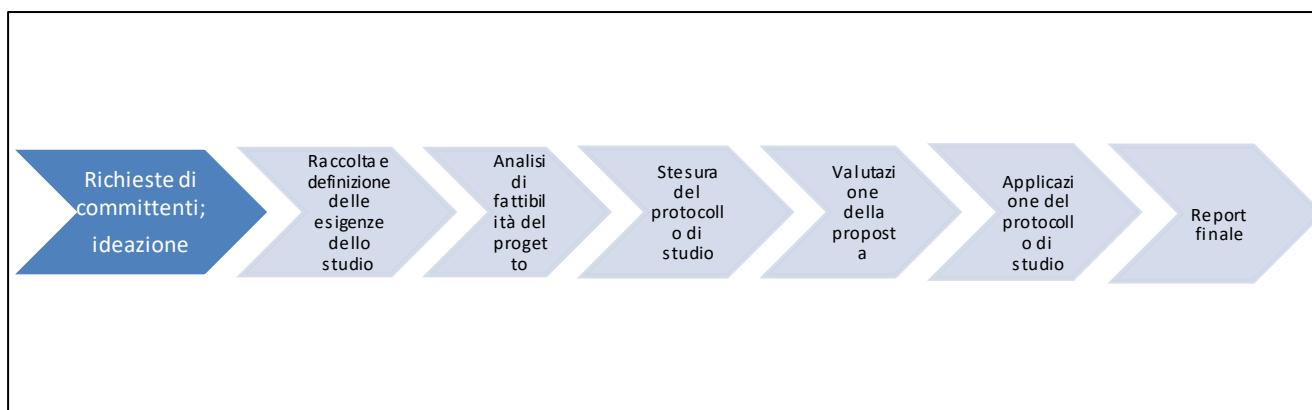 Richieste di
committenti;
ideazione
Raccolta e
definizione
delle
esigenze
dello
studio
Analisi
di
fattibil
ità del
proget
to
Stesura
del
protocoll
o di
studio
Valutazi
one
della
propost
a
Applicazi
one del
protocoll
o di
studio
Report
finale